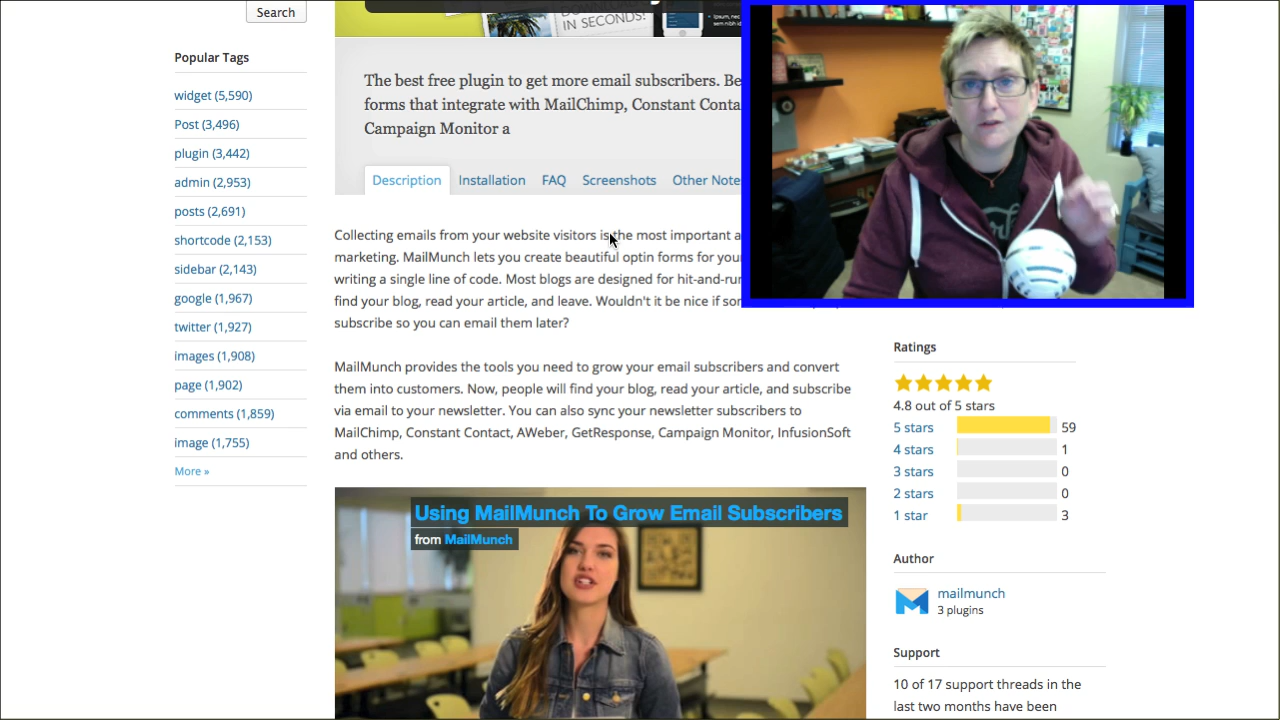 Search
Popular Tags
widget (5,590)
Post (3,496)
plugin (3,442)
admin (2,953)
posts (2,691)
shortcode (2,153)
sidebar (2,143)
google (1,967)
twitter (1,927)
images (1,908)
page (1,902)
comments (1,859)
image (1,755)
More »
IN SECONDS!
The best free plugin to get more email subscribers. Be
forms that integrate with MailChimp, Constant Conta
Campaign Monitor a
Description Installation FAQ Screenshots Other Note
Collecting emails from your website visitors is the most important a
marketing. MailMunch lets you create beautiful optin forms for your
writing a single line of code. Most blogs are designed for hit-and-run
find your blog, read your article, and leave. Wouldn't it be nice if som
subscribe so you can email them later?
MailMunch provides the tools you need to grow your email subscribers and convert
them into customers. Now, people will find your blog, read your article, and subscribe
via email to your newsletter. You can also sync your newsletter subscribers to
MailChimp, Constant Contact, AWeber, GetResponse, Campaign Monitor, InfusionSoft
and others.
Using MailMunch To Grow Email Subscribers
from MailMunch
Ratings
4.8 out of 5 stars
5 stars 59
4 stars 1
3 stars 0
2 stars 0
1 star 3
Author
mailmunch
3 plugins
Support
10 of 17 support threads in the
last two months have been